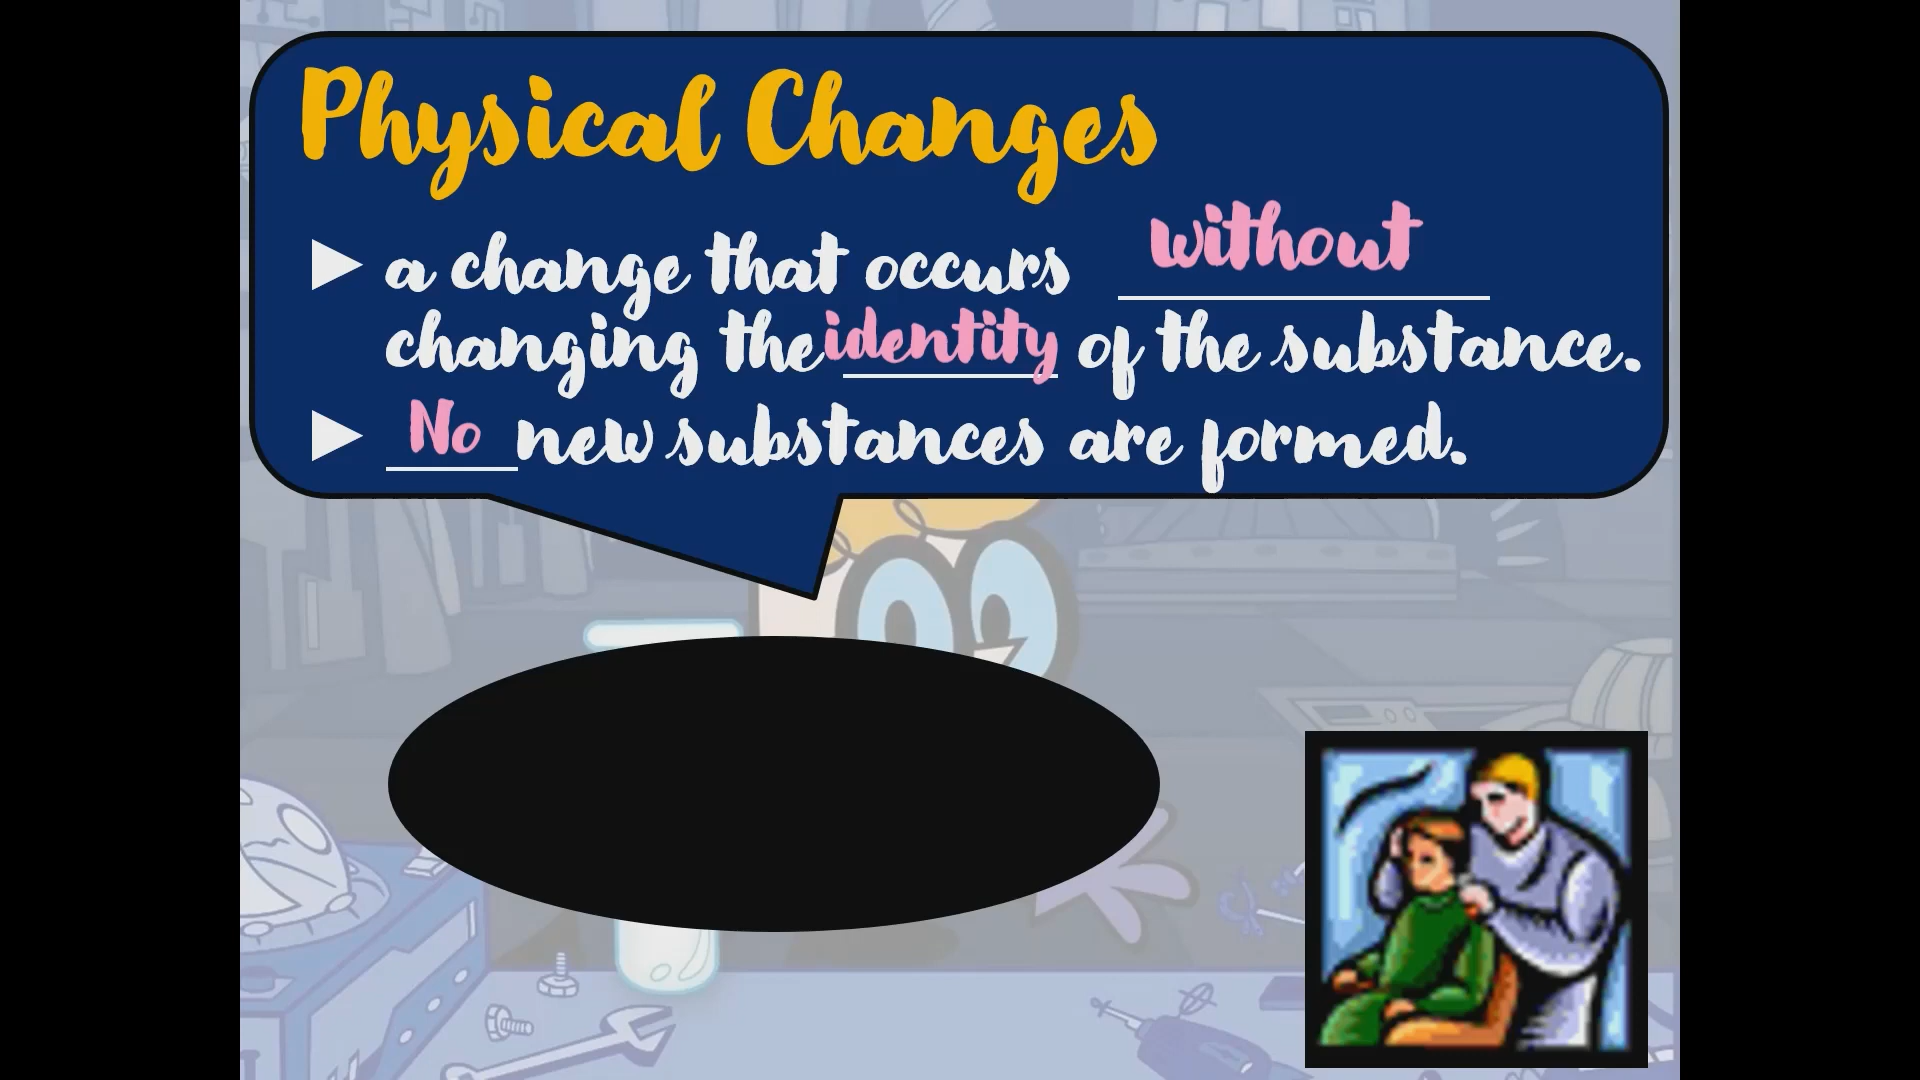 Physical Changes
a change that occurs without
changing the identity of the substance.
No new substances are formed.